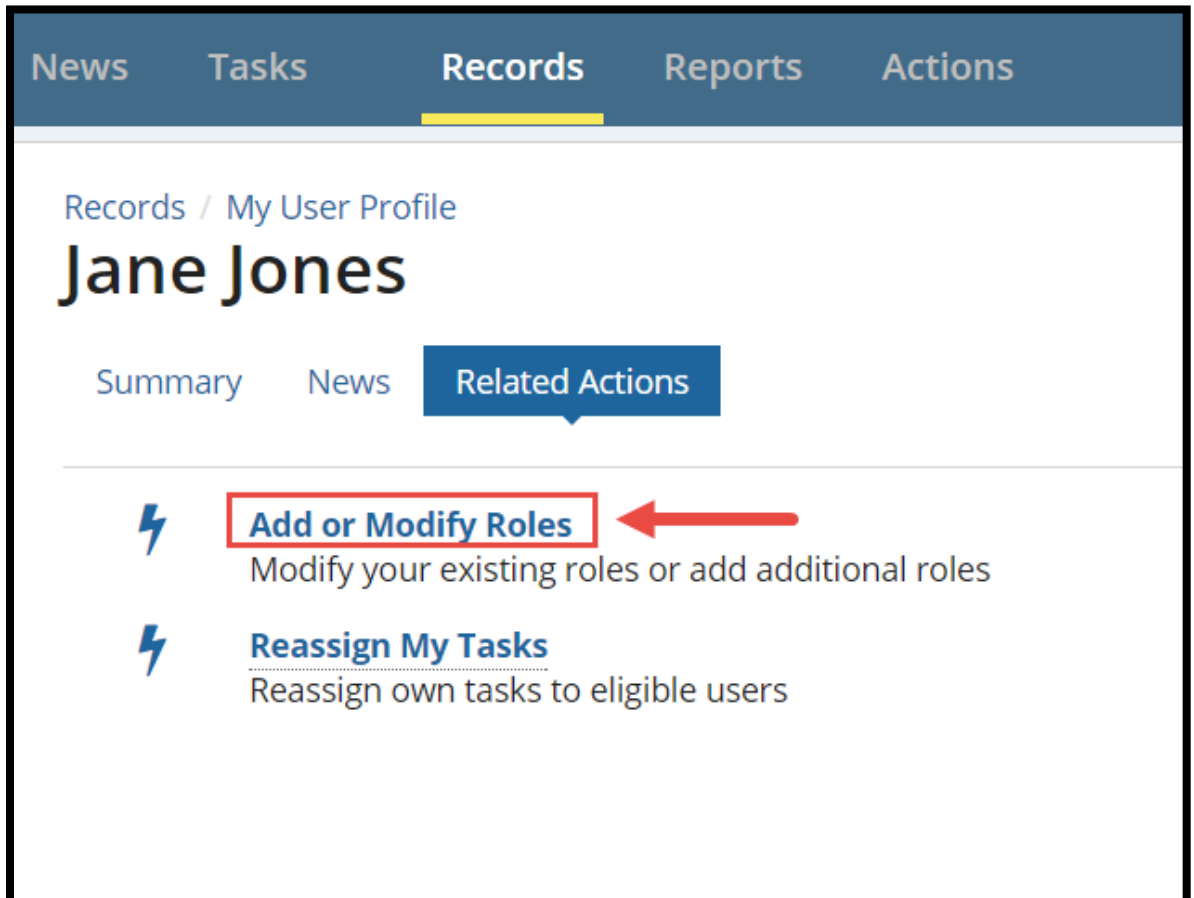 News Tasks Records Reports Actions
Records / My User Profile
Jane Jones
Summary News Related Actions
Add or Modify Roles
Modify your existing roles or add additional roles
Reassign My Tasks
Reassign own tasks to eligible users